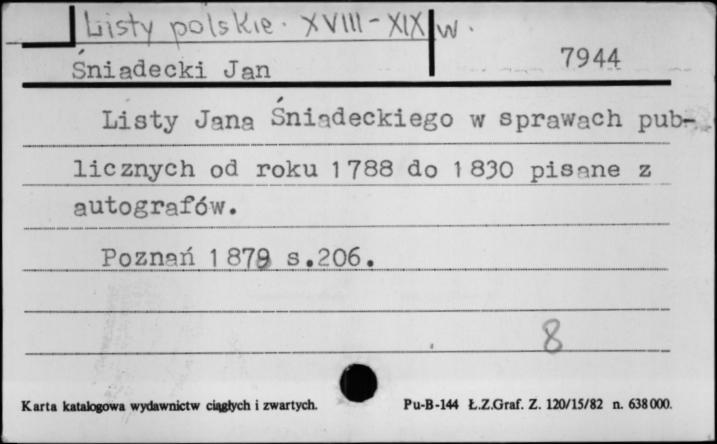 Listy polskie. XVIII-XIX w.
Śniadecki Jan 7944
Listy Jana Śniadeckiego w sprawach pub-
licznych od roku 1788 do 1830 pisane z
autografów.
Poznań 1878 s.206.
8
Karta katalogowa wydawnictw ciągłych i zwartych. Pu-B-144 Ł.Z.Graf. Z. 120/15/82 n. 638000.